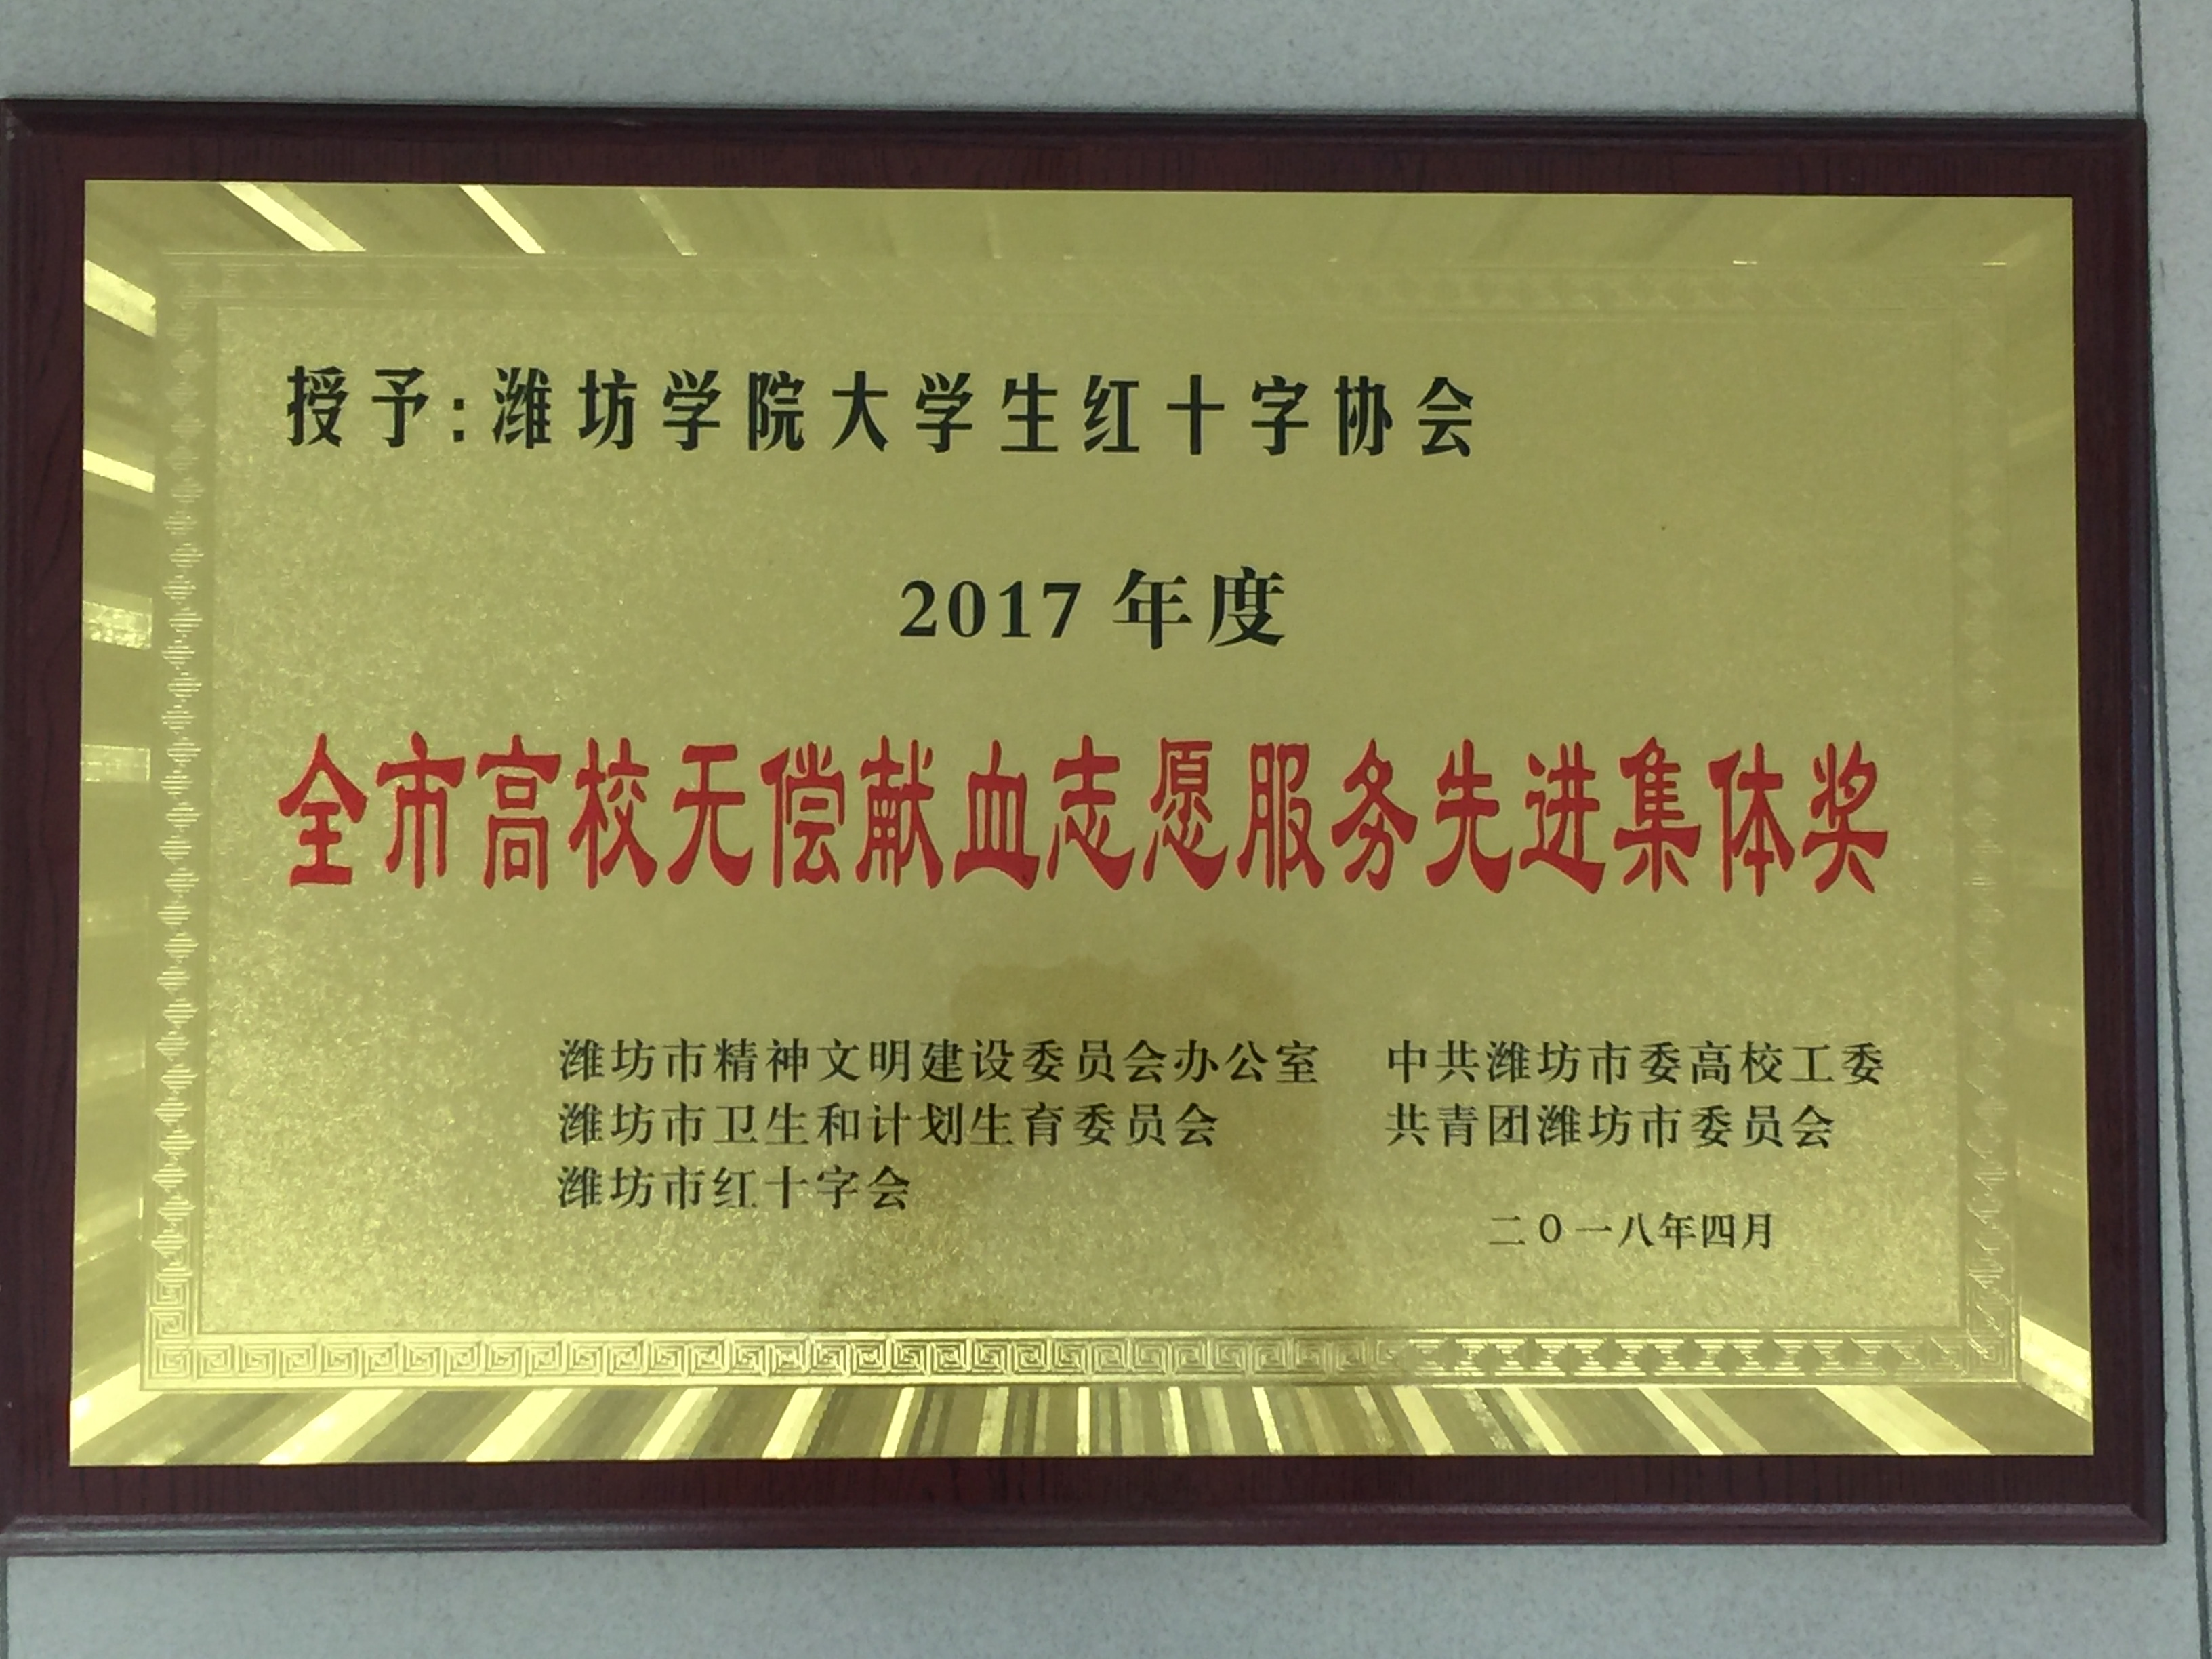 授予:潍坊学院大学生红十字协会
2017年度
全市高校无偿献血志愿服务先进集体奖
潍坊市精神文明建设委员会办公室 中共潍坊市委高校工委
潍坊市卫生和计划生育委员会 共青团潍坊市委员会
潍坊市红十字会
二〇一八年四月